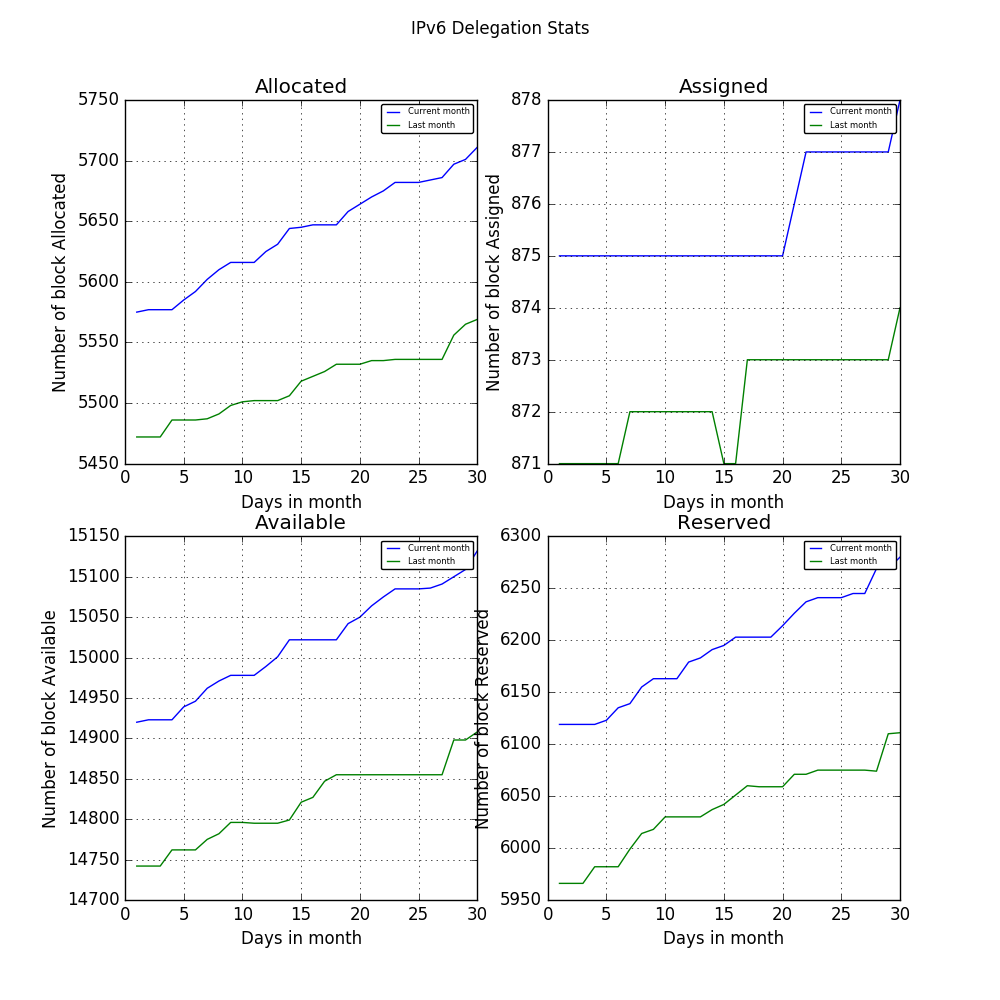 IPv6 Delegation Stats
Allocated
Number of block Allocated
5750
5700
5650
5600
5550
5500
5450
Current month
Last month
0 5 10 15 20 25 30
Days in month
Assigned
Number of block Assigned
878
877
876
875
874
873
872
871
Current month
Last month
0 5 10 15 20 25 30
Days in month
Available
Number of block Available
15150
15100
15050
15000
14950
14900
14850
14800
14750
14700
Current month
Last month
0 5 10 15 20 25 30
Days in month
Reserved
Number of block Reserved
6300
6250
6200
6150
6100
6050
6000
5950
Current month
Last month
0 5 10 15 20 25 30
Days in month